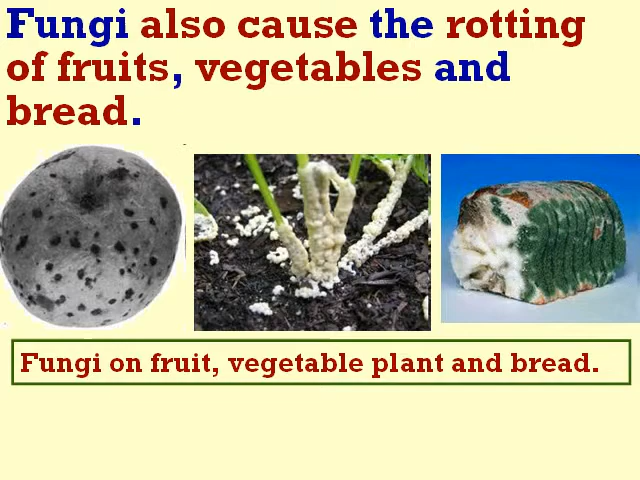 Fungi also cause the rotting
of fruits, vegetables and
bread.
Fungi on fruit, vegetable plant and bread.